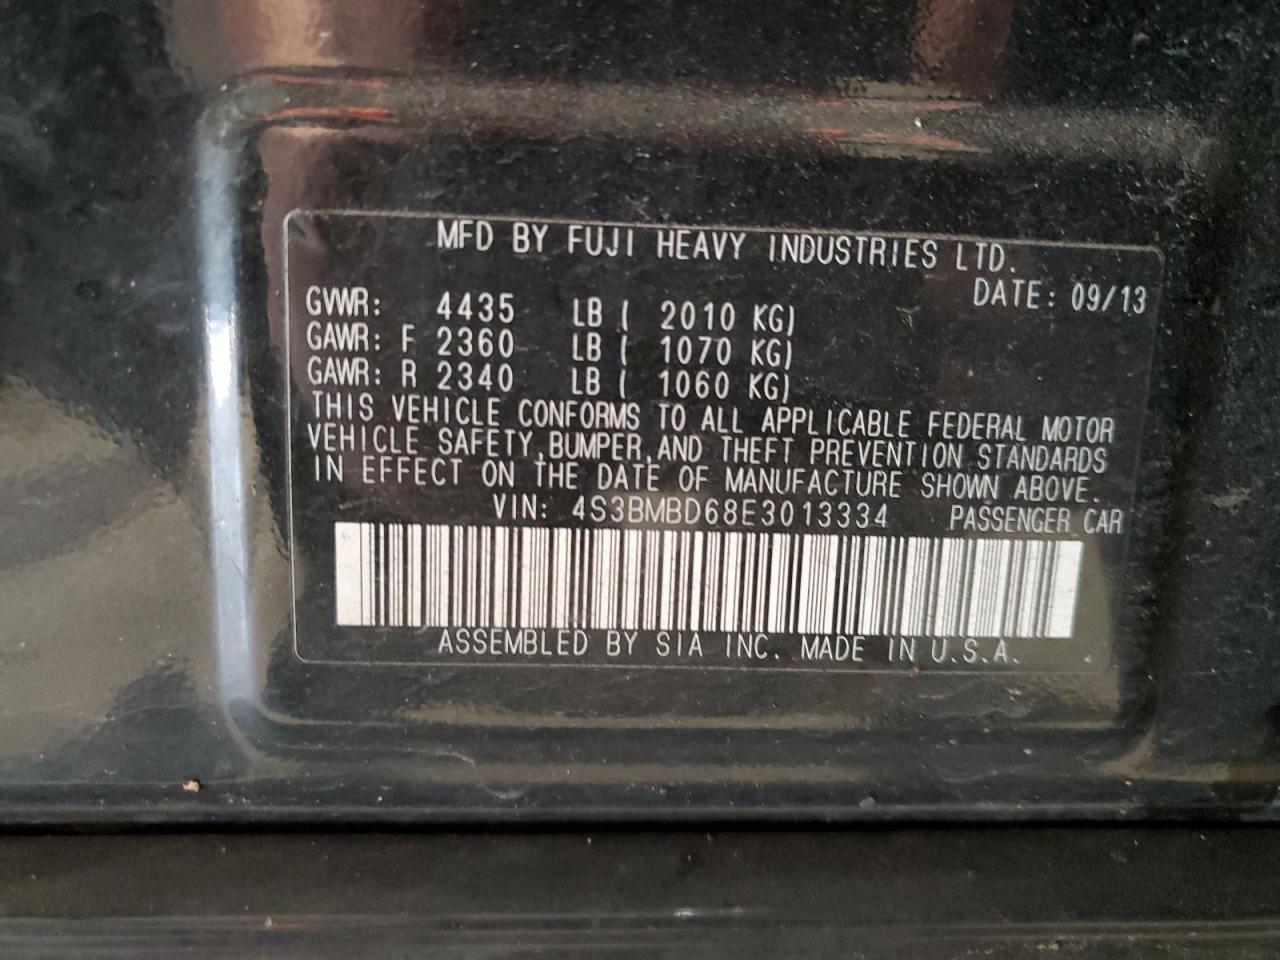 MFD BY FUJI HEAVY INDUSTRIES LTD.
DATE: 09/13
GVWR: 4435 LB ( 2010 KG)
GAWR: F 2360 LB ( 1070 KG)
GAWR: R 2340 LB ( 1060 KG)
THIS VEHICLE CONFORMS TO ALL APPLICABLE FEDERAL MOTOR
VEHICLE SAFETY,BUMPER,AND THEFT PREVENTION STANDARDS
IN EFFECT ON THE DATE OF MANUFACTURE SHOWN ABOVE.
VIN: 4S3BMBD68E3013334 PASSENGER CAR
ASSEMBLED BY SIA INC. MADE IN U.S.A.